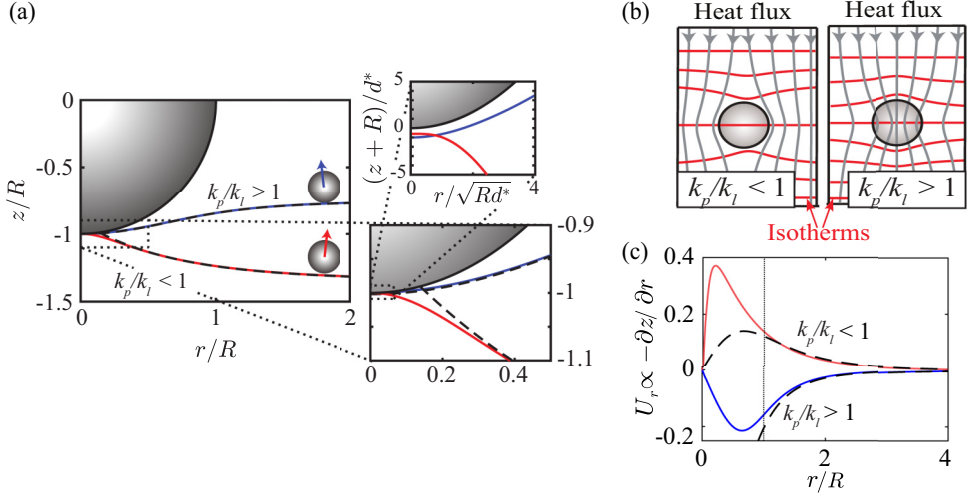 (a)
z/R
0
-0.5
-1
-1.5
0
1
2
r/R
k_p/k_l > 1
k_p/k_l < 1
(z + R)/d*
5
0
-5
0
2
4
r/√Rd*
-0.9
-1
-1.1
0
0.2
0.4
(b)
Heat flux
Heat flux
k_p/k_l < 1
k_p/k_l > 1
Isotherms
(c)
U_r ∝ -∂z/∂r
0.4
0.2
0
-0.2
k_p/k_l < 1
k_p/k_l > 1
0
2
4
r/R